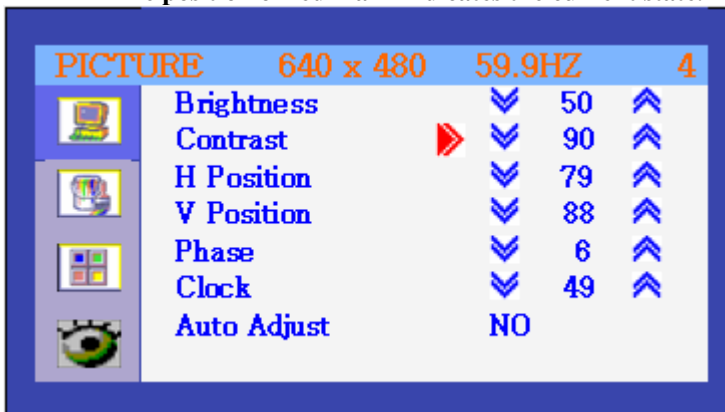 PICTURE 640 x 480 59.9HZ 4
Brightness 50
Contrast 90
H Position 79
V Position 88
Phase 6
Clock 49
Auto Adjust NO